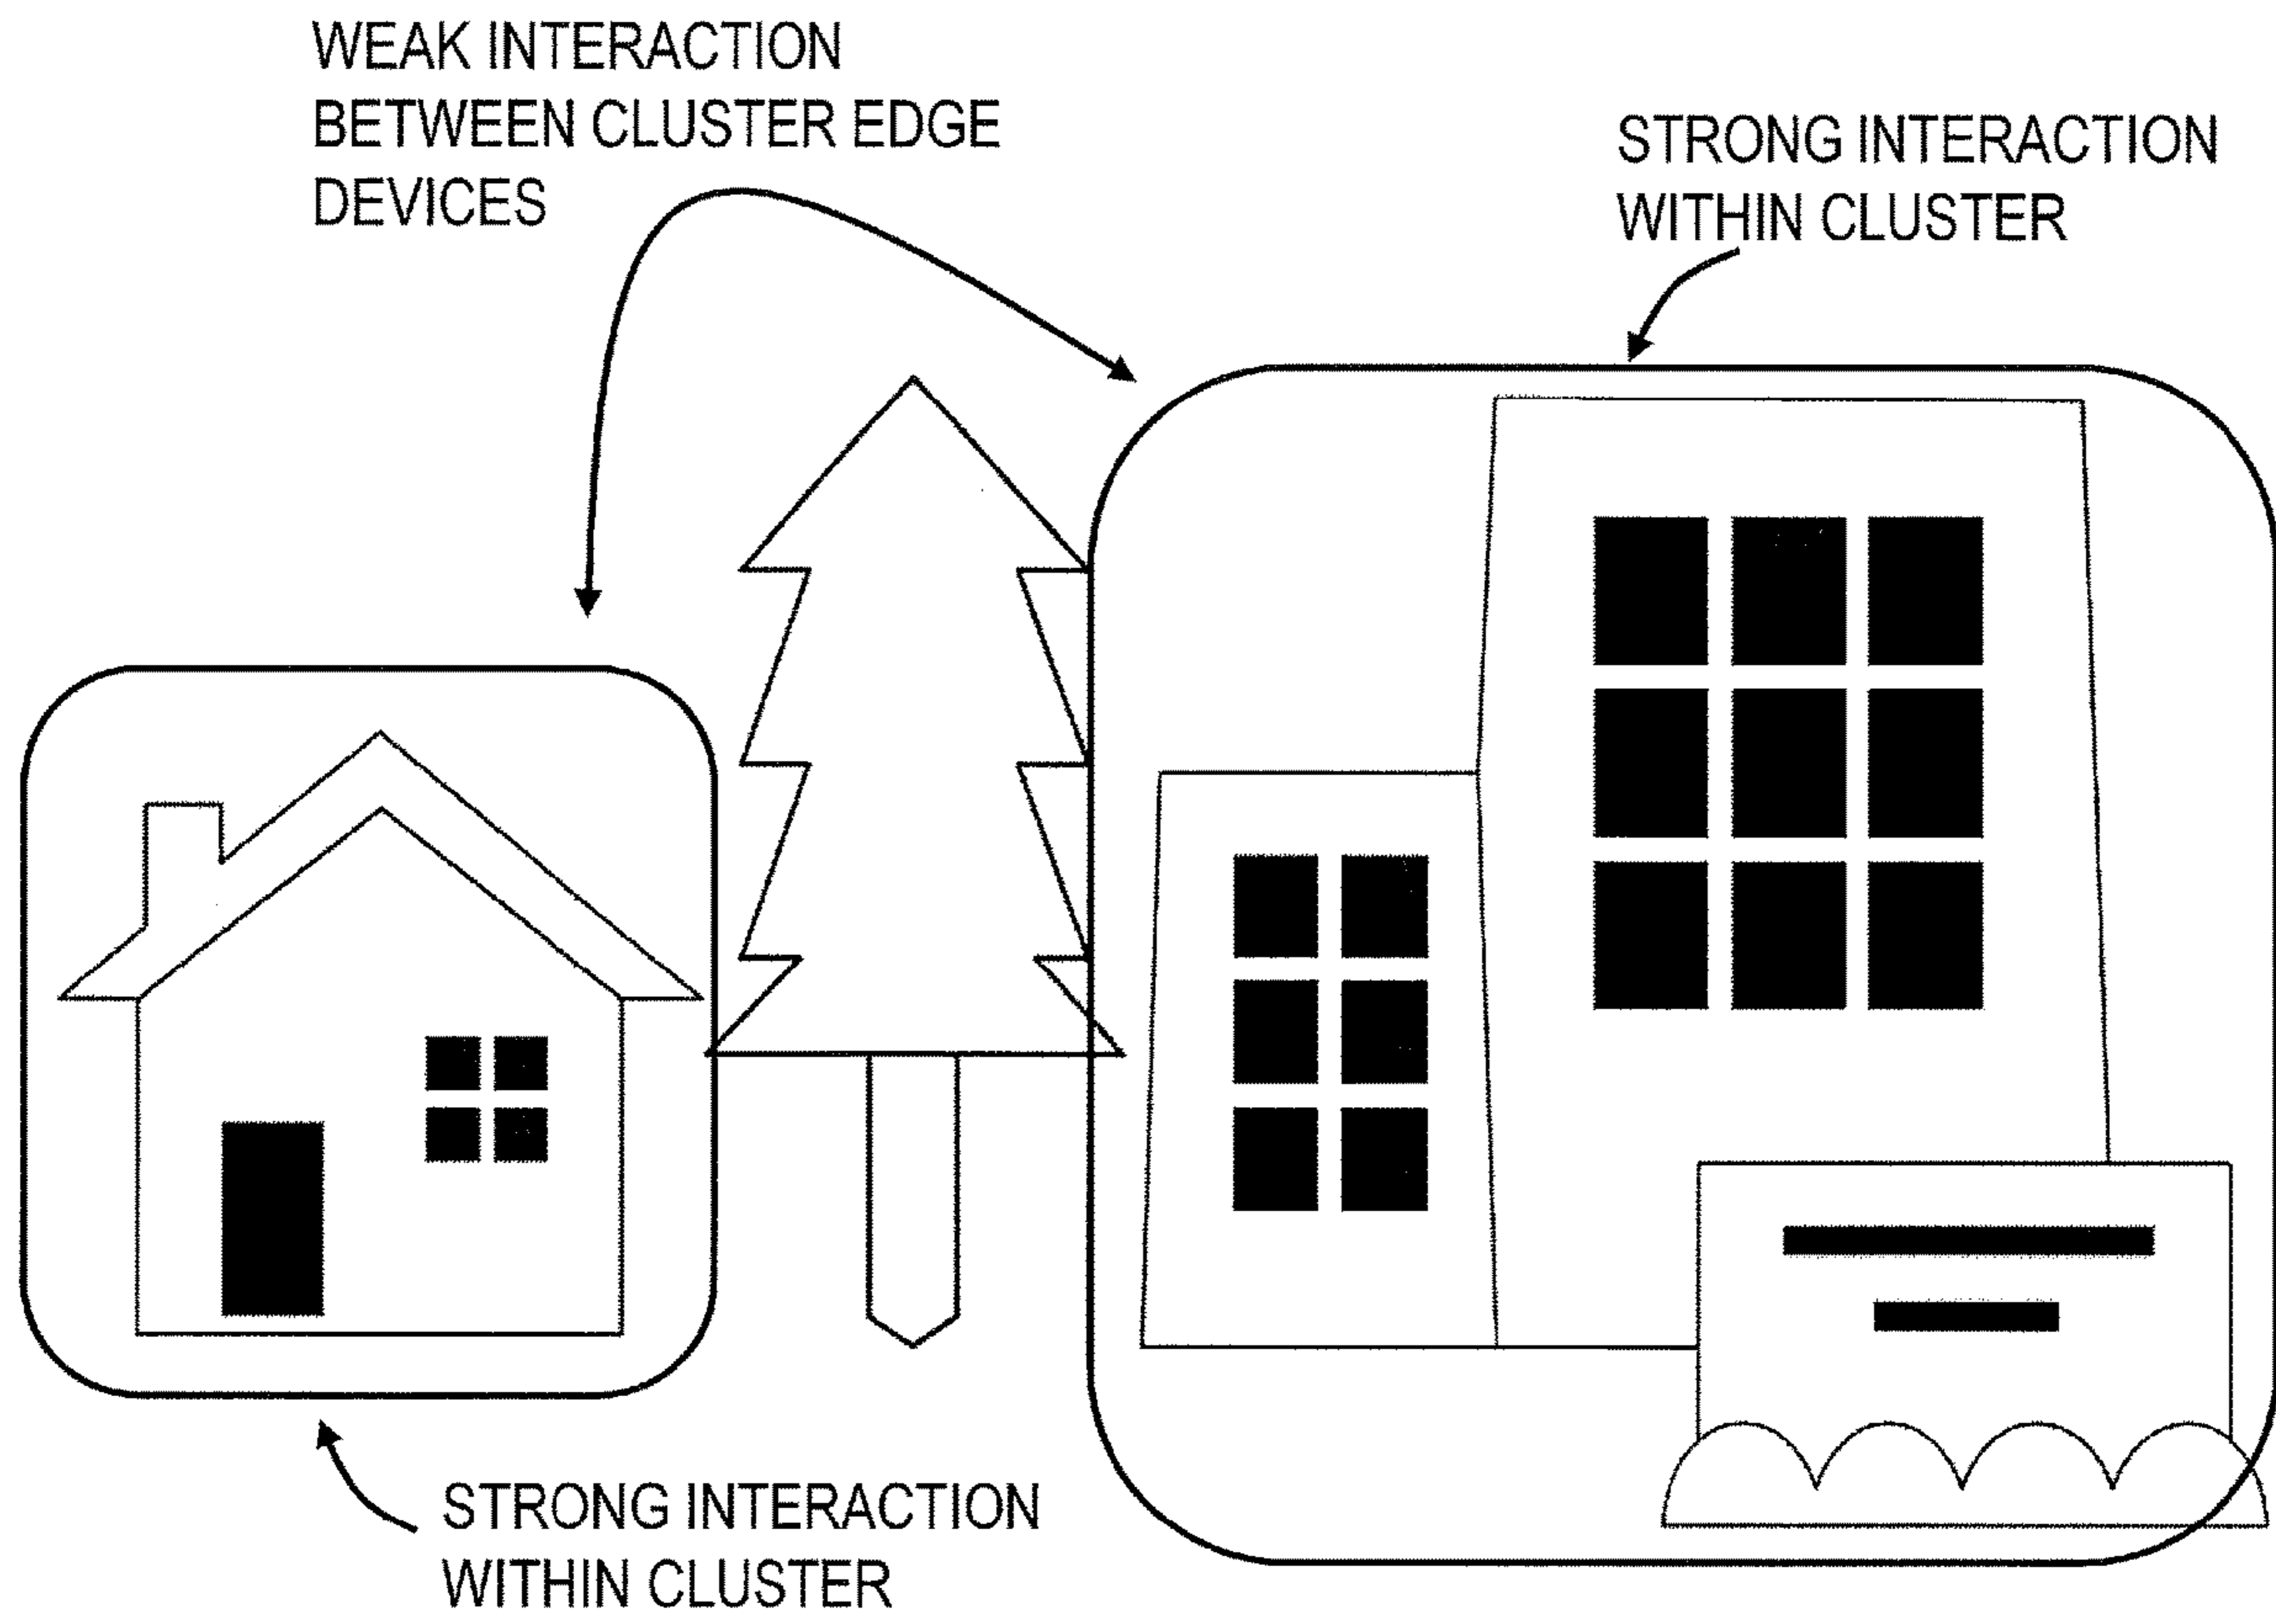 WEAK INTERACTION
BETWEEN CLUSTER EDGE
DEVICES
STRONG INTERACTION
WITHIN CLUSTER
STRONG INTERACTION
WITHIN CLUSTER